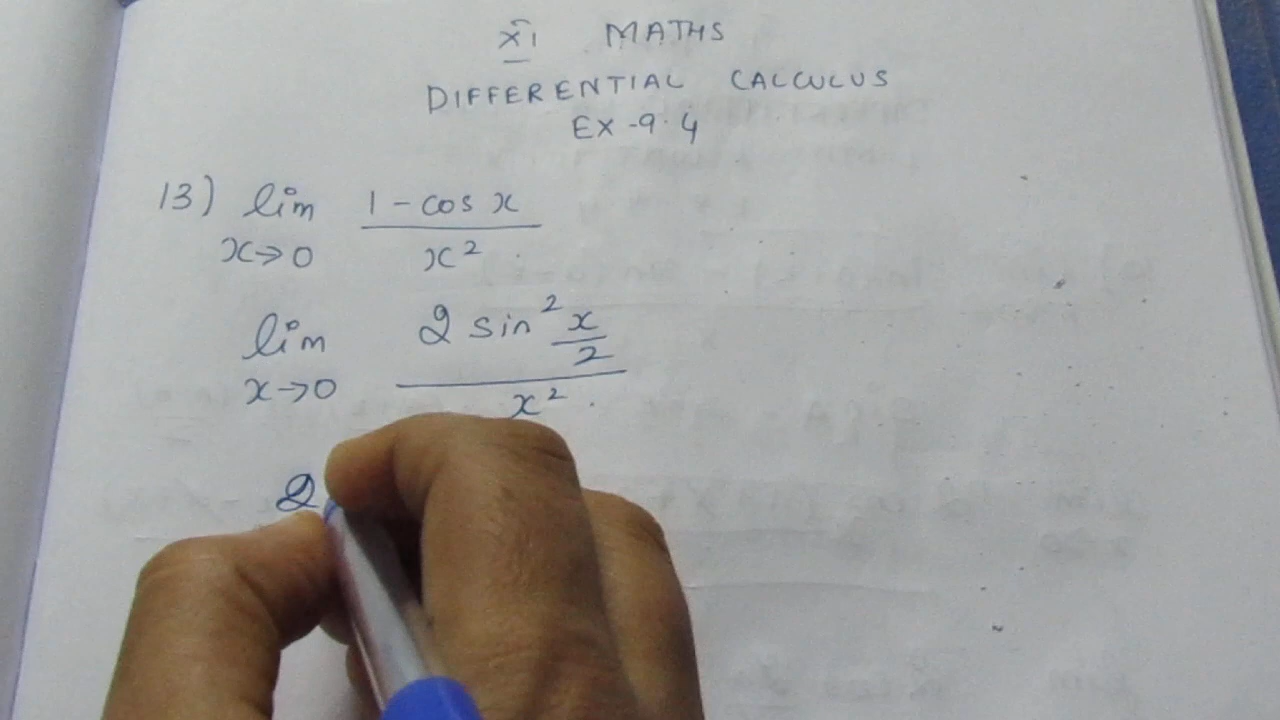 XI MATHS
DIFFERENTIAL CALCULUS
EX-9.4
13) lim x→0 (1 - cos x) / x²
lim x→0 (2 sin² x/2) / x²
2